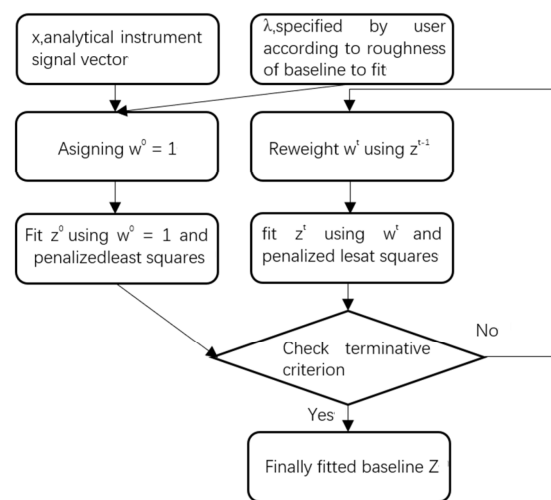 x,analytical instrument
signal vector
λ,specified by user
according to roughness
of baseline to fit
Asigning w⁰ = 1
Reweight wᵗ using zᵗ⁻¹
Fit z⁰ using w⁰ = 1 and
penalizedleast squares
fit zᵗ using wᵗ and
penalized lesat squares
Check terminative
criterion
No
Yes
Finally fitted baseline Z